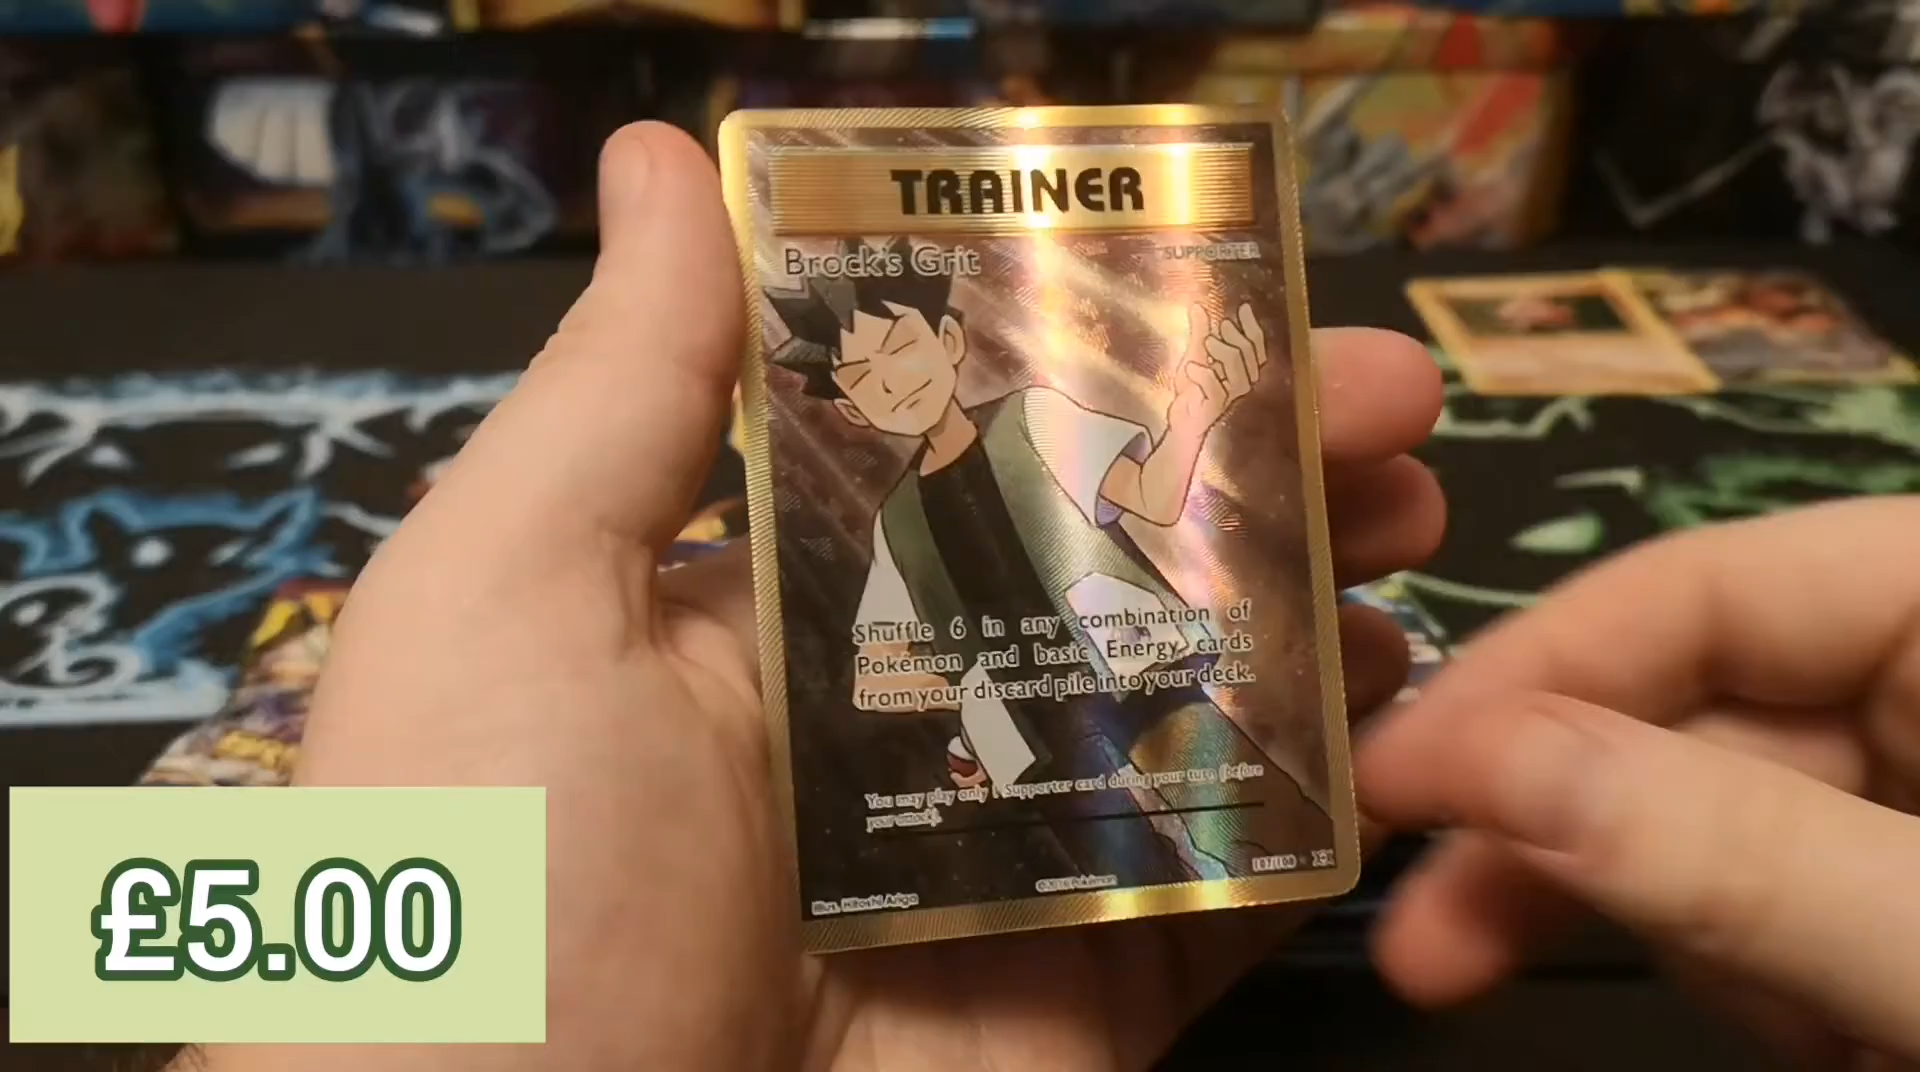 TRAINER
Brock's Grit
SUPPORTER
Shuffle 6 in any combination of
Pokémon and basic Energy cards
from your discard pile into your deck.
You may play only 1 Supporter card during your turn (before
your attack).
107/108
©2016 Pokémon
Illus. Hitoshi Ariga
£5.00